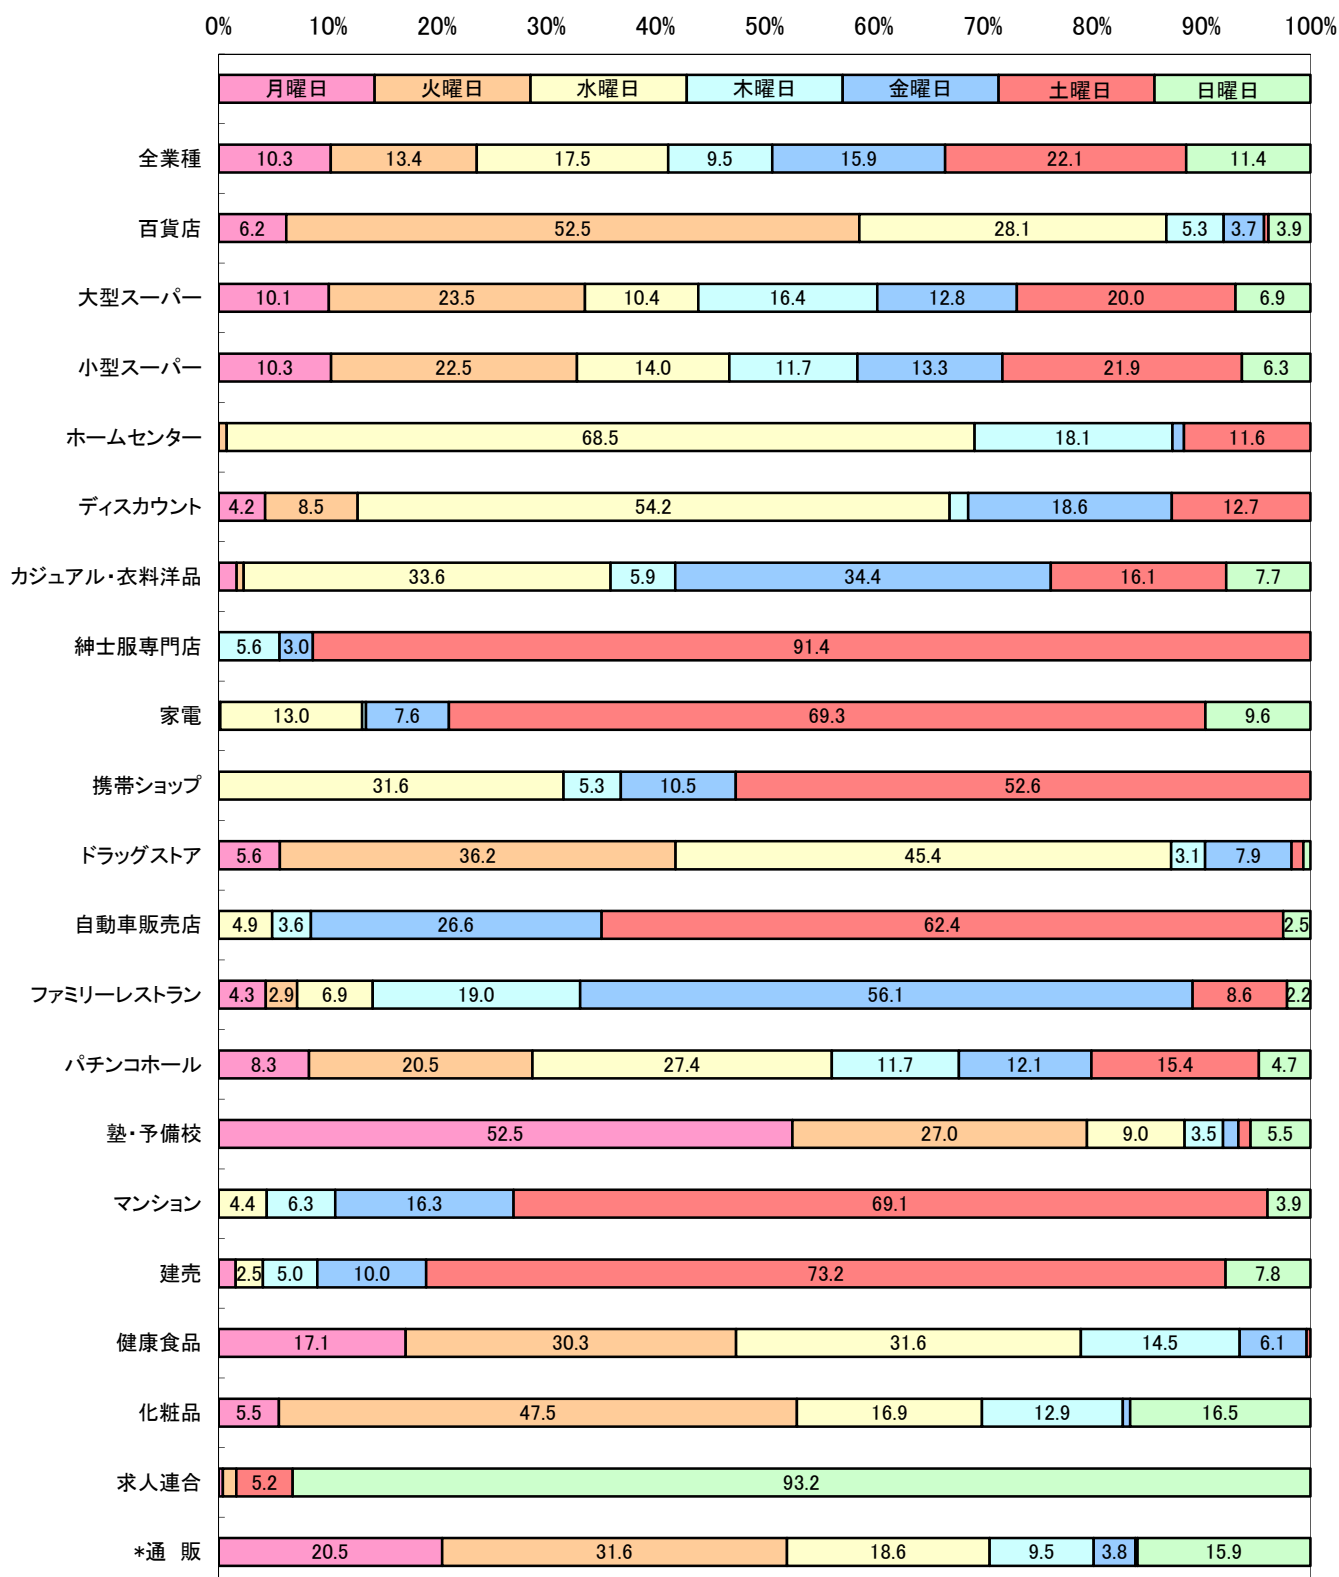 0% 10% 20% 30% 40% 50% 60% 70% 80% 90% 100%
月曜日 火曜日 水曜日 木曜日 金曜日 土曜日 日曜日
全業種 10.3 13.4 17.5 9.5 15.9 22.1 11.4
百貨店 6.2 52.5 28.1 5.3 3.7 3.9
大型スーパー 10.1 23.5 10.4 16.4 12.8 20.0 6.9
小型スーパー 10.3 22.5 14.0 11.7 13.3 21.9 6.3
ホームセンター 68.5 18.1 11.6
ディスカウント 4.2 8.5 54.2 18.6 12.7
カジュアル・衣料洋品 33.6 5.9 34.4 16.1 7.7
紳士服専門店 5.6 3.0 91.4
家電 13.0 7.6 69.3 9.6
携帯ショップ 31.6 5.3 10.5 52.6
ドラッグストア 5.6 36.2 45.4 3.1 7.9
自動車販売店 4.9 3.6 26.6 62.4 2.5
ファミリーレストラン 4.3 2.9 6.9 19.0 56.1 8.6 2.2
パチンコホール 8.3 20.5 27.4 11.7 12.1 15.4 4.7
塾・予備校 52.5 27.0 9.0 3.5 5.5
マンション 4.4 6.3 16.3 69.1 3.9
建売 2.5 5.0 10.0 73.2 7.8
健康食品 17.1 30.3 31.6 14.5 6.1
化粧品 5.5 47.5 16.9 12.9 16.5
求人連合 5.2 93.2
*通　販 20.5 31.6 18.6 9.5 3.8 15.9